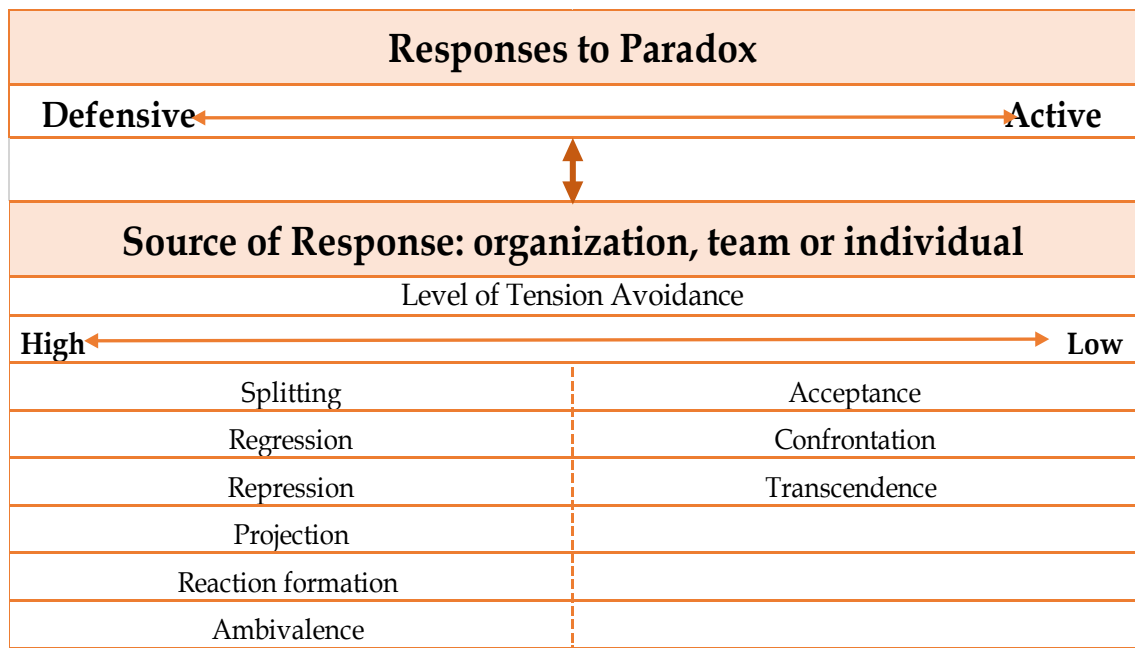 Responses to Paradox
Defensive Active
Source of Response: organization, team or individual
Level of Tension Avoidance
High Low
Splitting Acceptance
Regression Confrontation
Repression Transcendence
Projection
Reaction formation
Ambivalence